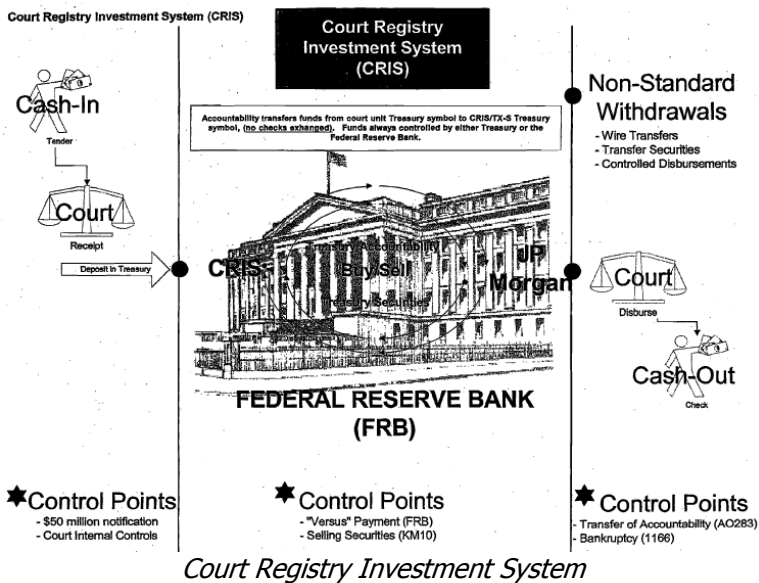 Court Registry Investment System (CRIS)
Court Registry
Investment System
(CRIS)
Accountability transfers funds from court unit Treasury symbol to CRIS/TX-S Treasury
symbol, (no checks exhanged). Funds always controlled by either Treasury or the
Federal Reserve Bank.
Cash-In
Tender
Court
Receipt
Deposit in Treasury
CRIS
Treasury Accountability
Buy/Sell
Treasury Securities
JP
Morgan
FEDERAL RESERVE BANK
(FRB)
Non-Standard
Withdrawals
- Wire Transfers
- Transfer Securities
- Controlled Disbursements
Court
Disburse
Cash-Out
Check
Control Points
- $50 million notification
- Court Internal Controls
Control Points
- "Versus" Payment (FRB)
- Selling Securities (KM10)
Control Points
- Transfer of Accountability (AO283)
- Bankruptcy (1166)
Court Registry Investment System